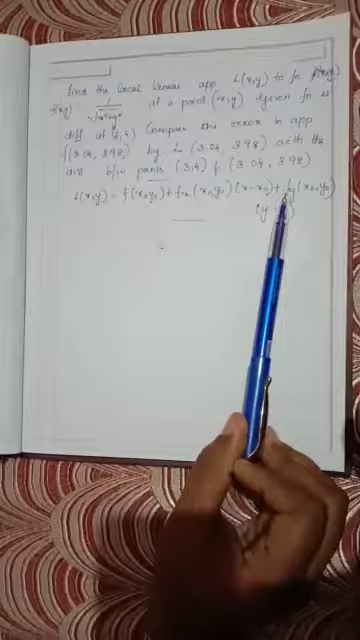 find the local linear app L(x,y) to fn f(x,y)
f(x,y) = 1/√x²+y² at a point (x,y) given fn is
diff at (3,4) Compare the error in app
f(3.04, 3.98) by L (3.04, 3.98) with the
dis b/w points (3,4) & (3.04, 3.98)
L(x,y) = f(x₀,y₀) + fₓ (x₀,y₀) (x-x₀) + (x₀,y₀)
(y